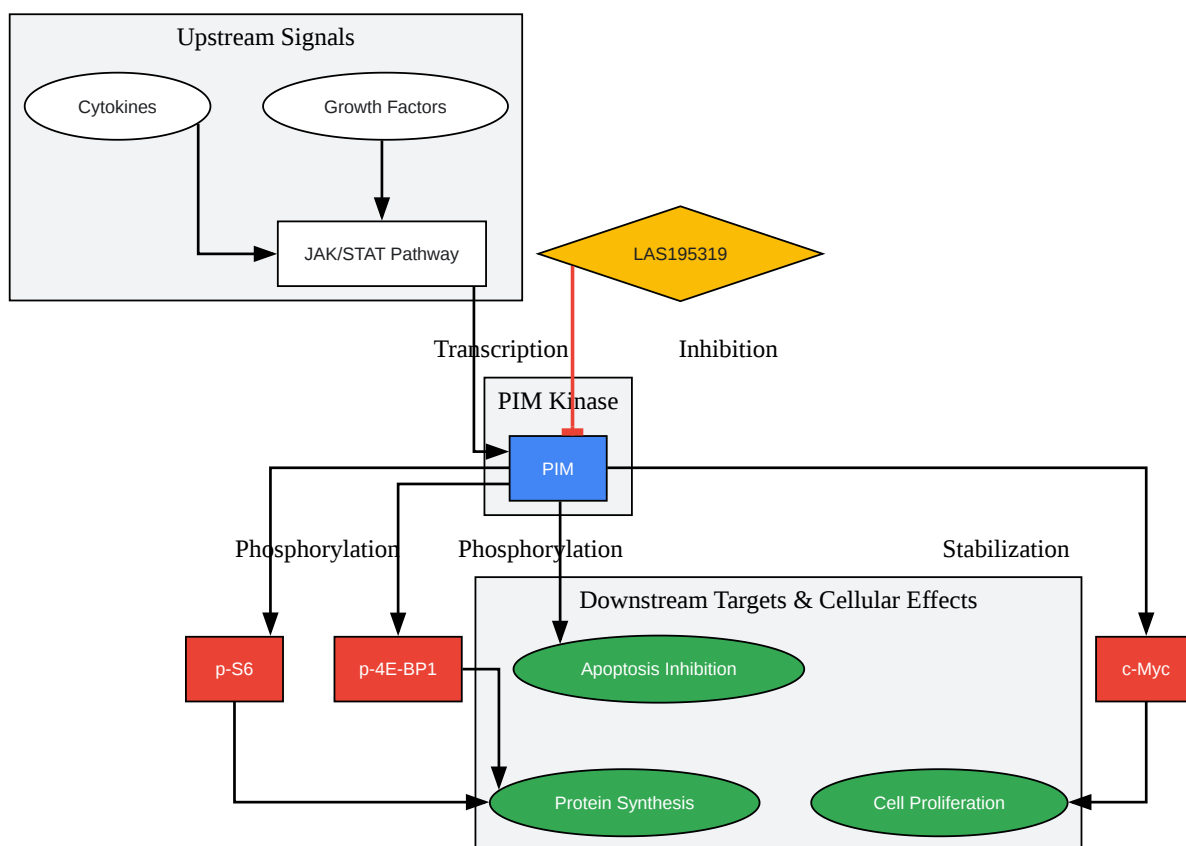 Upstream Signals
Cytokines
Growth Factors
JAK/STAT Pathway
LAS195319
Transcription
Inhibition
PIM Kinase
PIM
Phosphorylation
Phosphorylation
Stabilization
Downstream Targets & Cellular Effects
p-S6
p-4E-BP1
Apoptosis Inhibition
c-Myc
Protein Synthesis
Cell Proliferation